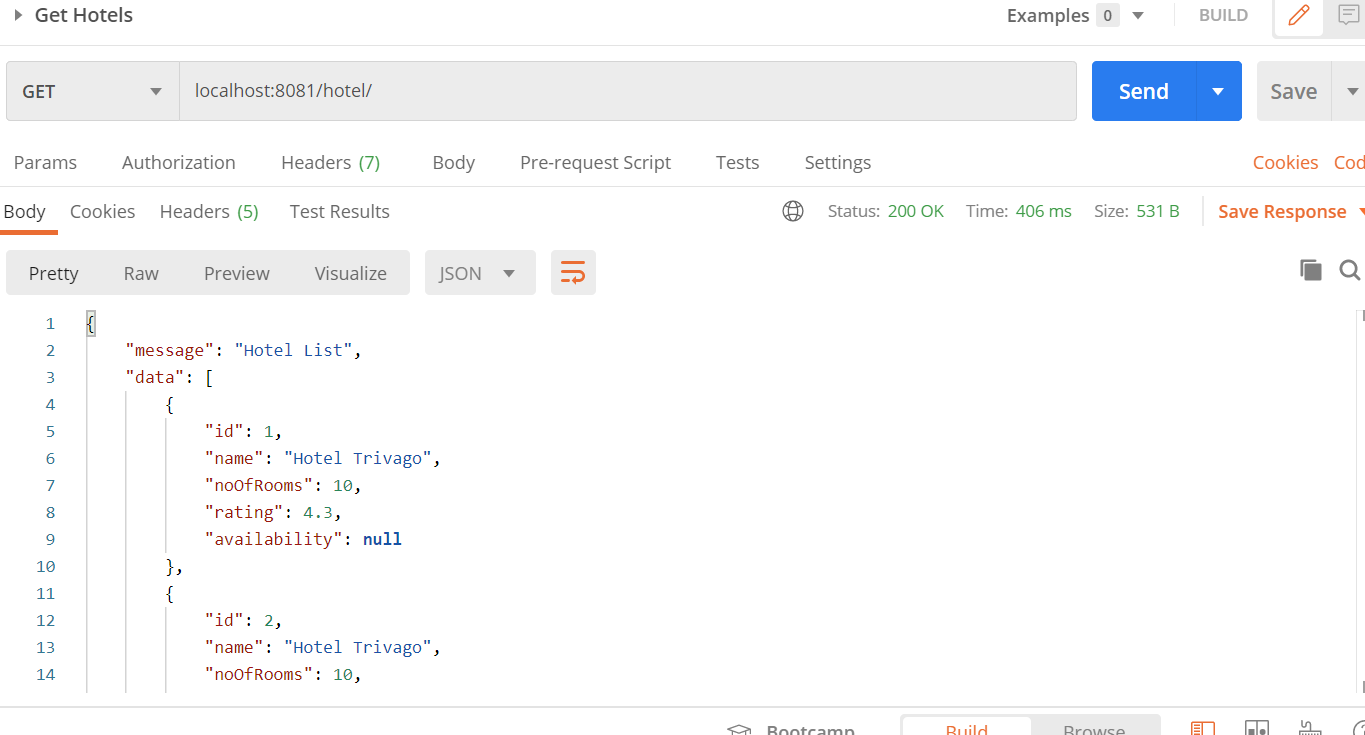 Get Hotels Examples 0 BUILD
GET localhost:8081/hotel/ Send Save
Params Authorization Headers (7) Body Pre-request Script Tests Settings Cookies Cod
Body Cookies Headers (5) Test Results Status: 200 OK Time: 406 ms Size: 531 B Save Response
Pretty Raw Preview Visualize JSON
1 {
2 "message": "Hotel List",
3 "data": [
4 {
5 "id": 1,
6 "name": "Hotel Trivago",
7 "noOfRooms": 10,
8 "rating": 4.3,
9 "availability": null
10 },
11 {
12 "id": 2,
13 "name": "Hotel Trivago",
14 "noOfRooms": 10,
Bootcamp Build Browse